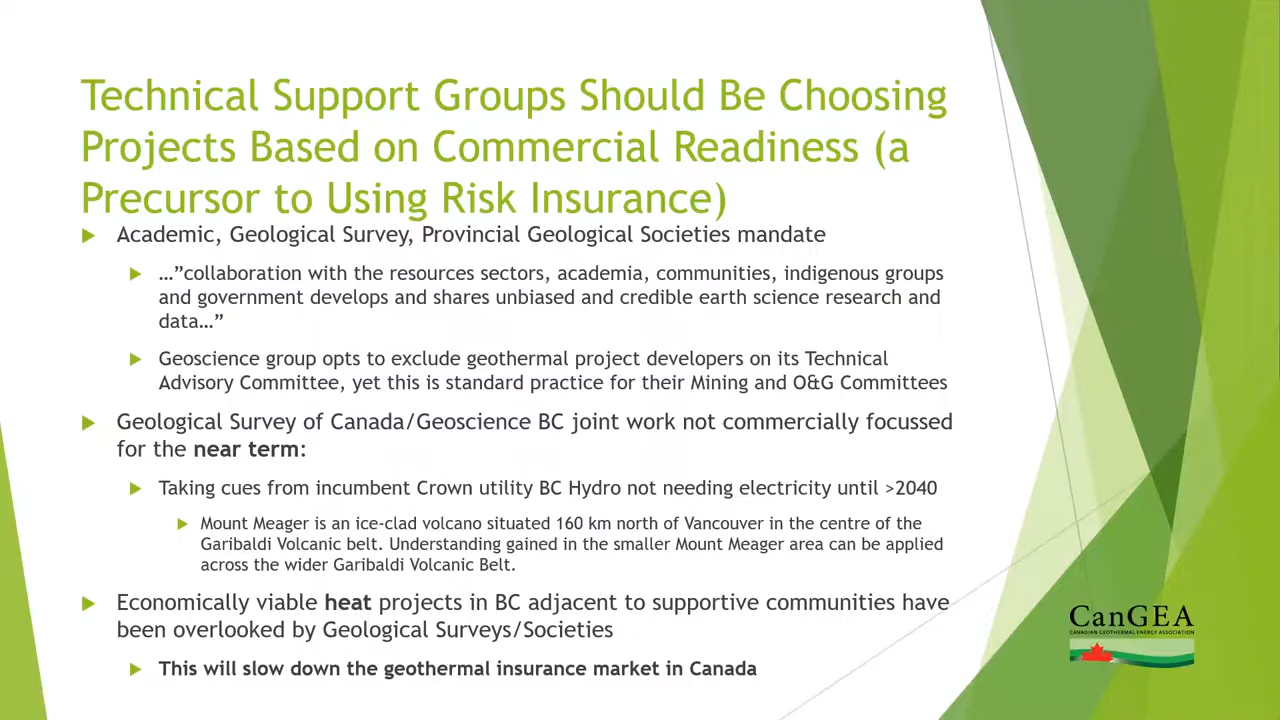 Technical Support Groups Should Be Choosing
Projects Based on Commercial Readiness (a
Precursor to Using Risk Insurance)
Academic, Geological Survey, Provincial Geological Societies mandate
…”collaboration with the resources sectors, academia, communities, indigenous groups
and government develops and shares unbiased and credible earth science research and
data…”
Geoscience group opts to exclude geothermal project developers on its Technical
Advisory Committee, yet this is standard practice for their Mining and O&G Committees
Geological Survey of Canada/Geoscience BC joint work not commercially focussed
for the near term:
Taking cues from incumbent Crown utility BC Hydro not needing electricity until >2040
Mount Meager is an ice-clad volcano situated 160 km north of Vancouver in the centre of the
Garibaldi Volcanic belt. Understanding gained in the smaller Mount Meager area can be applied
across the wider Garibaldi Volcanic Belt.
Economically viable heat projects in BC adjacent to supportive communities have
been overlooked by Geological Surveys/Societies
This will slow down the geothermal insurance market in Canada
CanGEA
CANADIAN GEOTHERMAL ENERGY ASSOCIATION